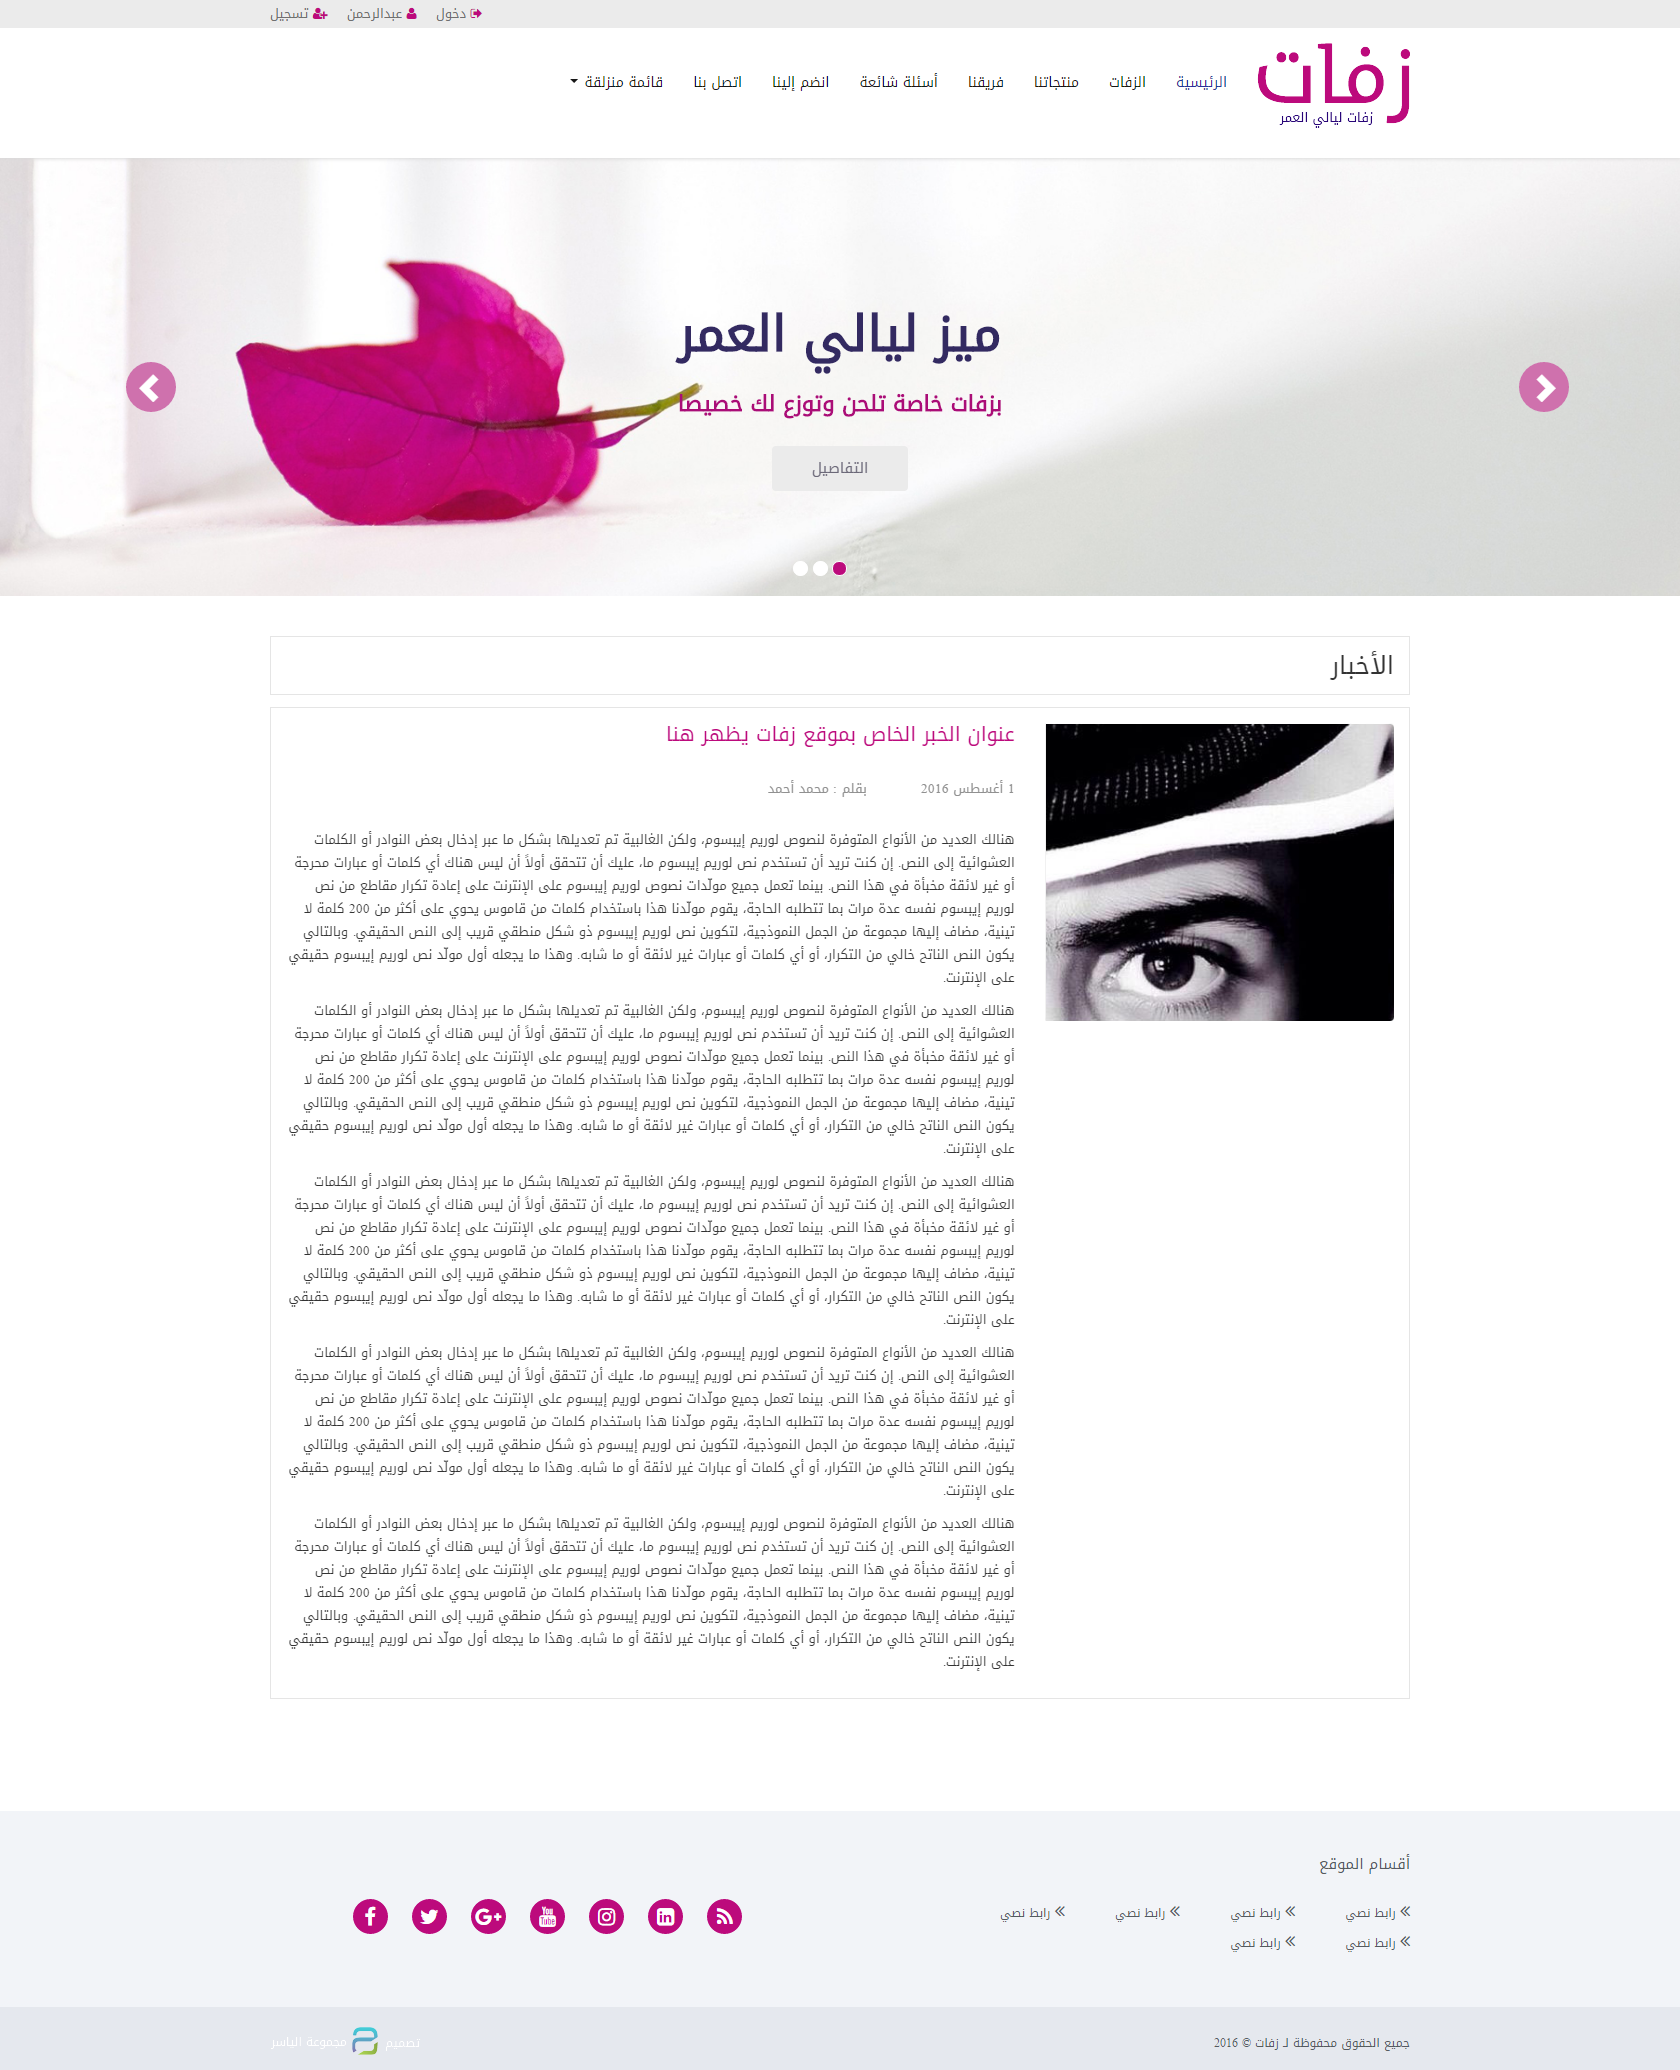 دخول
عبدالرحمن
تسجيل
زفات
زفات ليالي العمر
الرئيسية
الزفات
منتجاتنا
فريقنا
أسئلة شائعة
انضم إلينا
اتصل بنا
قائمة منزلقة
ميز ليالي العمر
بزفات خاصة تلحن وتوزع لك خصيصا
التفاصيل
الأخبار
عنوان الخبر الخاص بموقع زفات يظهر هنا
1 أغسطس 2016
بقلم : محمد أحمد
هنالك العديد من الأنواع المتوفرة لنصوص لوريم إيبسوم، ولكن الغالبية تم تعديلها بشكل ما عبر إدخال بعض النوادر أو الكلمات
العشوائية إلى النص. إن كنت تريد أن تستخدم نص لوريم إيبسوم ما، عليك أن تتحقق أولاً أن ليس هناك أي كلمات أو عبارات محرجة
أو غير لائقة مخبأة في هذا النص. بينما تعمل جميع مولّدات نصوص لوريم إيبسوم على الإنترنت على إعادة تكرار مقاطع من نص
لوريم إيبسوم نفسه عدة مرات بما تتطلبه الحاجة، يقوم مولّدنا هذا باستخدام كلمات من قاموس يحوي على أكثر من 200 كلمة لا
تينية، مضاف إليها مجموعة من الجمل النموذجية، لتكوين نص لوريم إيبسوم ذو شكل منطقي قريب إلى النص الحقيقي. وبالتالي
يكون النص الناتح خالي من التكرار، أو أي كلمات أو عبارات غير لائقة أو ما شابه. وهذا ما يجعله أول مولّد نص لوريم إيبسوم حقيقي
على الإنترنت.
هنالك العديد من الأنواع المتوفرة لنصوص لوريم إيبسوم، ولكن الغالبية تم تعديلها بشكل ما عبر إدخال بعض النوادر أو الكلمات
العشوائية إلى النص. إن كنت تريد أن تستخدم نص لوريم إيبسوم ما، عليك أن تتحقق أولاً أن ليس هناك أي كلمات أو عبارات محرجة
أو غير لائقة مخبأة في هذا النص. بينما تعمل جميع مولّدات نصوص لوريم إيبسوم على الإنترنت على إعادة تكرار مقاطع من نص
لوريم إيبسوم نفسه عدة مرات بما تتطلبه الحاجة، يقوم مولّدنا هذا باستخدام كلمات من قاموس يحوي على أكثر من 200 كلمة لا
تينية، مضاف إليها مجموعة من الجمل النموذجية، لتكوين نص لوريم إيبسوم ذو شكل منطقي قريب إلى النص الحقيقي. وبالتالي
يكون النص الناتح خالي من التكرار، أو أي كلمات أو عبارات غير لائقة أو ما شابه. وهذا ما يجعله أول مولّد نص لوريم إيبسوم حقيقي
على الإنترنت.
هنالك العديد من الأنواع المتوفرة لنصوص لوريم إيبسوم، ولكن الغالبية تم تعديلها بشكل ما عبر إدخال بعض النوادر أو الكلمات
العشوائية إلى النص. إن كنت تريد أن تستخدم نص لوريم إيبسوم ما، عليك أن تتحقق أولاً أن ليس هناك أي كلمات أو عبارات محرجة
أو غير لائقة مخبأة في هذا النص. بينما تعمل جميع مولّدات نصوص لوريم إيبسوم على الإنترنت على إعادة تكرار مقاطع من نص
لوريم إيبسوم نفسه عدة مرات بما تتطلبه الحاجة، يقوم مولّدنا هذا باستخدام كلمات من قاموس يحوي على أكثر من 200 كلمة لا
تينية، مضاف إليها مجموعة من الجمل النموذجية، لتكوين نص لوريم إيبسوم ذو شكل منطقي قريب إلى النص الحقيقي. وبالتالي
يكون النص الناتح خالي من التكرار، أو أي كلمات أو عبارات غير لائقة أو ما شابه. وهذا ما يجعله أول مولّد نص لوريم إيبسوم حقيقي
على الإنترنت.
هنالك العديد من الأنواع المتوفرة لنصوص لوريم إيبسوم، ولكن الغالبية تم تعديلها بشكل ما عبر إدخال بعض النوادر أو الكلمات
العشوائية إلى النص. إن كنت تريد أن تستخدم نص لوريم إيبسوم ما، عليك أن تتحقق أولاً أن ليس هناك أي كلمات أو عبارات محرجة
أو غير لائقة مخبأة في هذا النص. بينما تعمل جميع مولّدات نصوص لوريم إيبسوم على الإنترنت على إعادة تكرار مقاطع من نص
لوريم إيبسوم نفسه عدة مرات بما تتطلبه الحاجة، يقوم مولّدنا هذا باستخدام كلمات من قاموس يحوي على أكثر من 200 كلمة لا
تينية، مضاف إليها مجموعة من الجمل النموذجية، لتكوين نص لوريم إيبسوم ذو شكل منطقي قريب إلى النص الحقيقي. وبالتالي
يكون النص الناتح خالي من التكرار، أو أي كلمات أو عبارات غير لائقة أو ما شابه. وهذا ما يجعله أول مولّد نص لوريم إيبسوم حقيقي
على الإنترنت.
هنالك العديد من الأنواع المتوفرة لنصوص لوريم إيبسوم، ولكن الغالبية تم تعديلها بشكل ما عبر إدخال بعض النوادر أو الكلمات
العشوائية إلى النص. إن كنت تريد أن تستخدم نص لوريم إيبسوم ما، عليك أن تتحقق أولاً أن ليس هناك أي كلمات أو عبارات محرجة
أو غير لائقة مخبأة في هذا النص. بينما تعمل جميع مولّدات نصوص لوريم إيبسوم على الإنترنت على إعادة تكرار مقاطع من نص
لوريم إيبسوم نفسه عدة مرات بما تتطلبه الحاجة، يقوم مولّدنا هذا باستخدام كلمات من قاموس يحوي على أكثر من 200 كلمة لا
تينية، مضاف إليها مجموعة من الجمل النموذجية، لتكوين نص لوريم إيبسوم ذو شكل منطقي قريب إلى النص الحقيقي. وبالتالي
يكون النص الناتح خالي من التكرار، أو أي كلمات أو عبارات غير لائقة أو ما شابه. وهذا ما يجعله أول مولّد نص لوريم إيبسوم حقيقي
على الإنترنت.
أقسام الموقع
رابط نصي
رابط نصي
رابط نصي
رابط نصي
رابط نصي
رابط نصي
You Tube
جميع الحقوق محفوظة لـ زفات © 2016
تصميم مجموعة الياسر